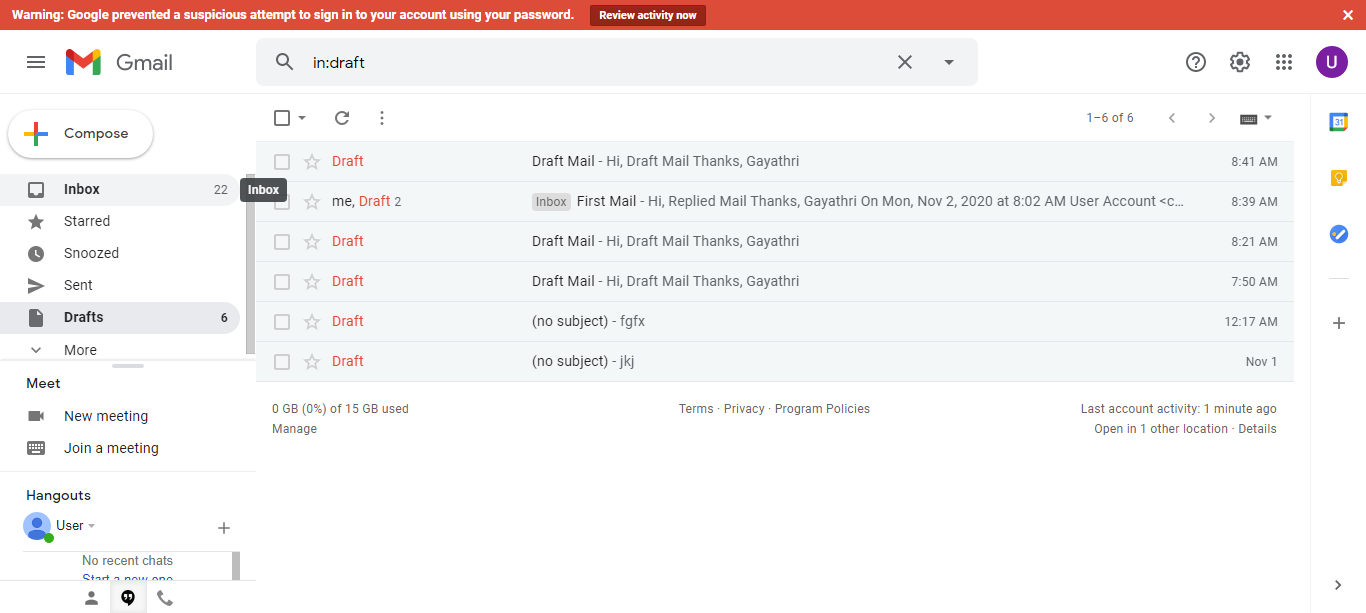 Warning: Google prevented a suspicious attempt to sign in to your account using your password. Review activity now
Gmail
in:draft
U
Compose
1–6 of 6
31
Inbox 22
Inbox
Starred
Snoozed
Sent
Drafts 6
More
Draft Draft Mail - Hi, Draft Mail Thanks, Gayathri 8:41 AM
me, Draft 2 Inbox First Mail - Hi, Replied Mail Thanks, Gayathri On Mon, Nov 2, 2020 at 8:02 AM User Account <c... 8:39 AM
Draft Draft Mail - Hi, Draft Mail Thanks, Gayathri 8:21 AM
Draft Draft Mail - Hi, Draft Mail Thanks, Gayathri 7:50 AM
Draft (no subject) - fgfx 12:17 AM
Draft (no subject) - jkj Nov 1
0 GB (0%) of 15 GB used
Manage
Terms · Privacy · Program Policies
Last account activity: 1 minute ago
Open in 1 other location · Details
Meet
New meeting
Join a meeting
Hangouts
User
No recent chats
Start a new one